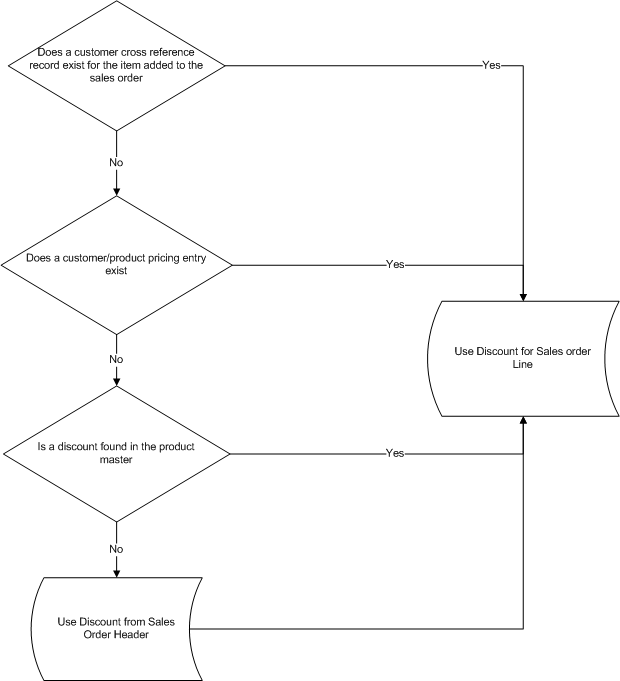 Does a customer cross reference
record exist for the item added to the
sales order
Yes
No
Does a customer/product pricing entry
exist
Yes
Use Discount for Sales order
Line
No
Is a discount found in the product
master
Yes
No
Use Discount from Sales
Order Header